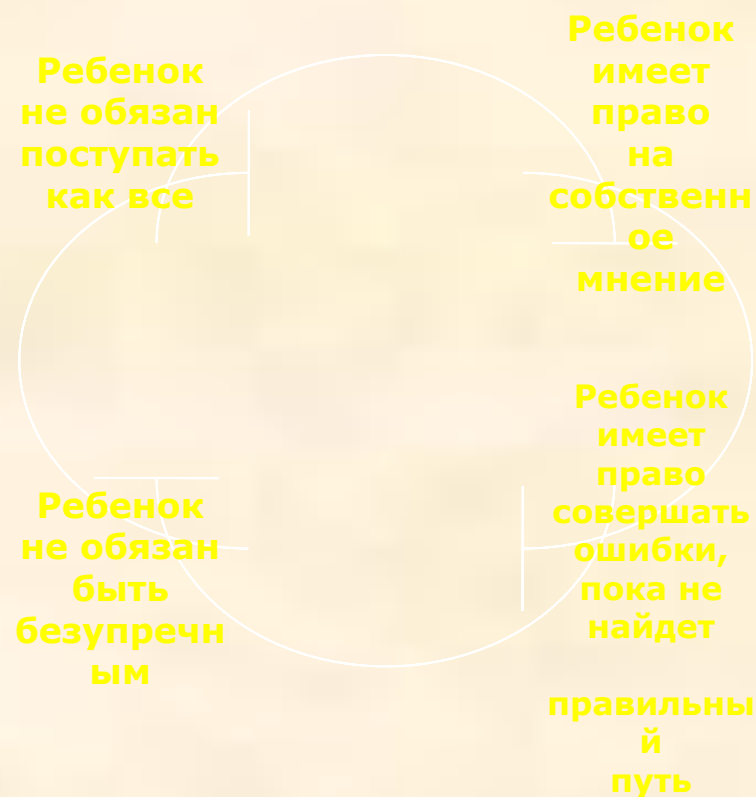 Ребенок
не обязан
поступать
как все
Ребенок
имеет
право
на
собственн
ое
мнение
Ребенок
не обязан
быть
безупречн
ым
Ребенок
имеет
право
совершать
ошибки,
пока не
найдет
правильны
й
путь